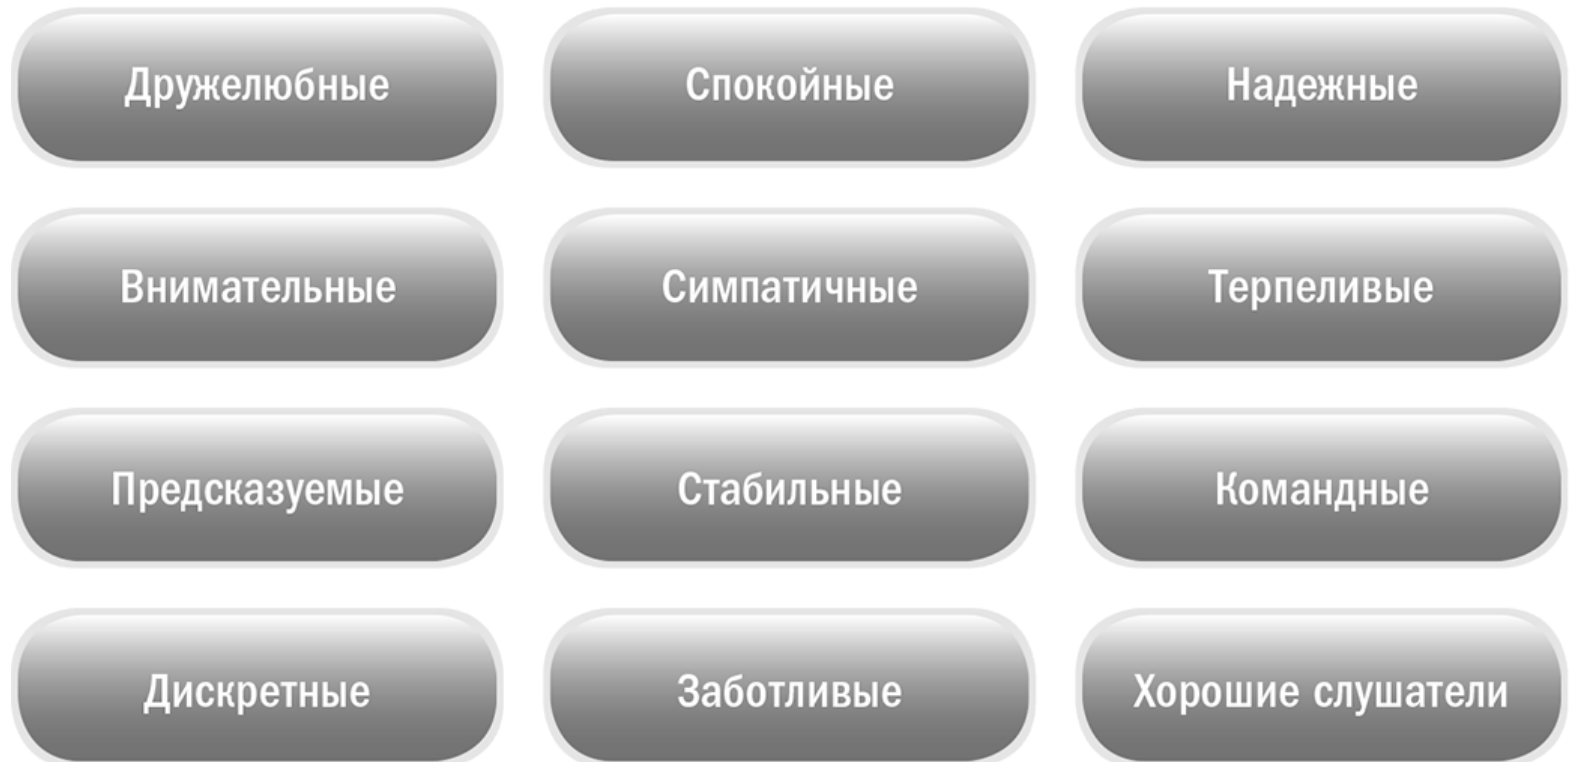 Дружелюбные
Спокойные
Надежные
Внимательные
Симпатичные
Терпеливые
Предсказуемые
Стабильные
Командные
Дискретные
Заботливые
Хорошие слушатели